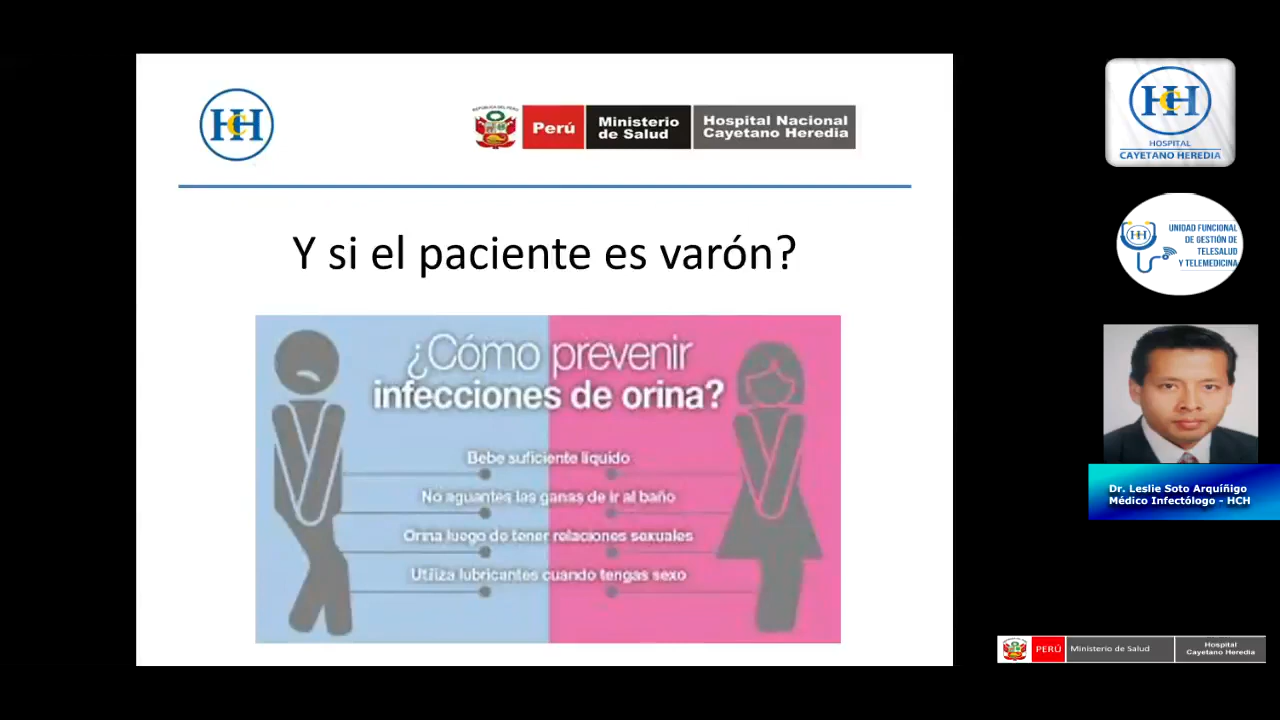 HCH
REPÚBLICA DEL PERÚ
Perú
Ministerio
de Salud
Hospital Nacional
Cayetano Heredia
Y si el paciente es varón?
¿Cómo prevenir
infecciones de orina?
Bebe suficiente líquido
No aguantes las ganas de ir al baño
Orina luego de tener relaciones sexuales
Utiliza lubricantes cuando tengas sexo
HCH
HOSPITAL
CAYETANO HEREDIA
HCH
UNIDAD FUNCIONAL
DE GESTIÓN DE
TELESALUD
Y TELEMEDICINA
Dr. Leslie Soto Arquíñigo
Médico Infectólogo - HCH
PERÚ
Ministerio de Salud
Hospital
Cayetano Heredia